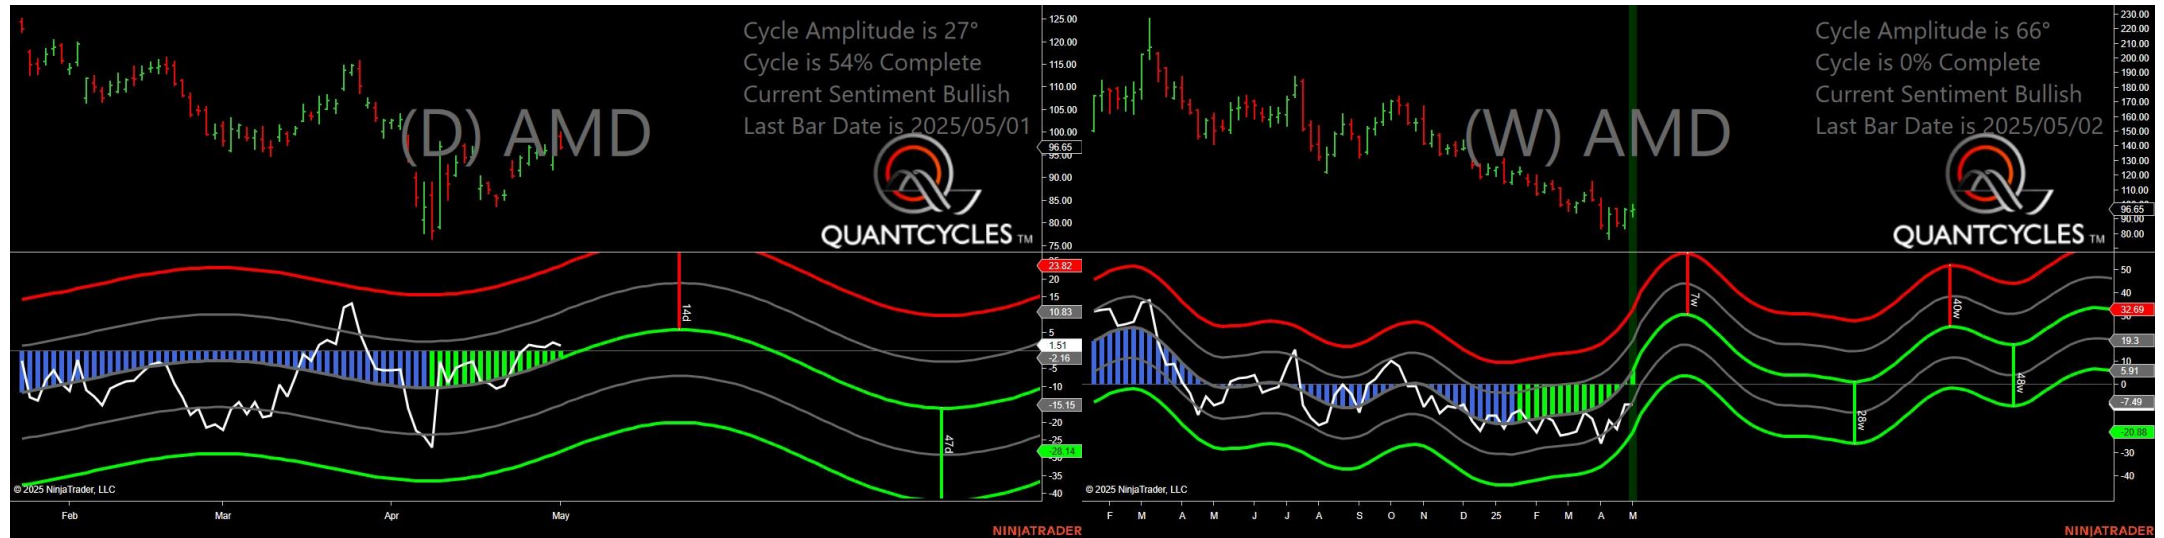 Cycle Amplitude is 27°
Cycle is 54% Complete
Current Sentiment Bullish
Last Bar Date is 2025/05/01
(D) AMD
QUANTCYCLES TM
125.00
120.00
115.00
110.00
105.00
100.00
96.65
95.00
90.00
85.00
80.00
75.00
23.82
20
15
10.83
5
1.51
-2.16
-5
-10
-15.15
-20
-25
-28.14
-35
-40
14d
47d
© 2025 NinjaTrader, LLC
Feb Mar Apr May
NINJATRADER
Cycle Amplitude is 66°
Cycle is 0% Complete
Current Sentiment Bullish
Last Bar Date is 2025/05/02
(W) AMD
QUANTCYCLES TM
230.00
220.00
210.00
200.00
190.00
180.00
170.00
160.00
150.00
140.00
130.00
120.00
110.00
96.65
90.00
80.00
50
40
32.69
19.3
10
5.91
0
-7.49
-20.88
-30
-40
7w
40w
28w
48w
© 2025 NinjaTrader, LLC
F M A M J J A S O N D 25 F M A M
NINJATRADER